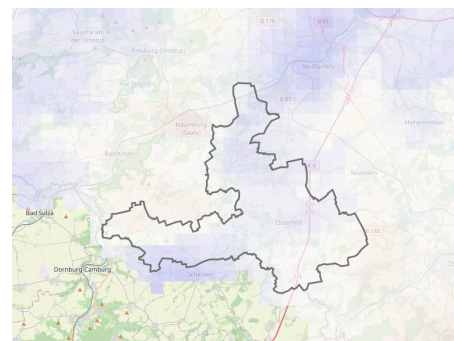 B 176
B 91
Laucha an
der Unstrut
Freyburg (Unstrut)
Weißenfels
B 87
Naumburg
(Saale)
Hohenmölsen
Bad Kösen
A 9
Teuchern
Bad Sulza
Osterfeld
B 180
Dornburg-Camburg
Schkölen